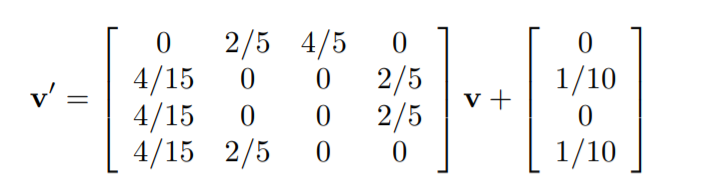 0 2/5 4/5 0 0
4/15 0 0 2/5 1/10
v′ = v +
4/15 0 0 2/5 0
4/15 2/5 0 0 1/10